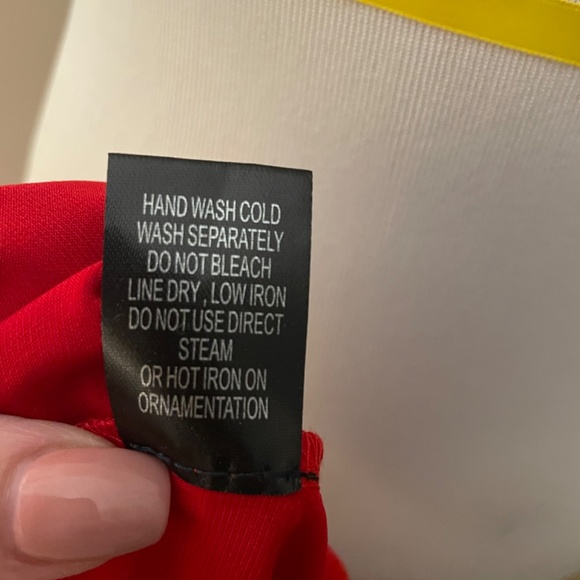 HAND WASH COLD
WASH SEPARATELY
DO NOT BLEACH
LINE DRY , LOW IRON
DO NOT USE DIRECT
STEAM
OR HOT IRON ON
ORNAMENTATION